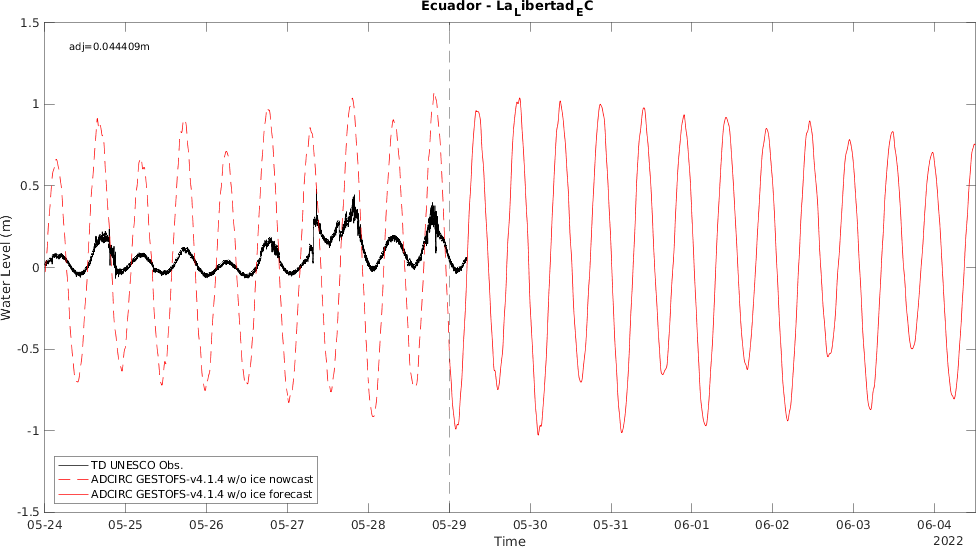 Ecuador - LaLibertadEC
1.5
adj=0.044409m
1
0.5
0
-0.5
-1
-1.5
Water Level (m)
TD UNESCO Obs.
ADCIRC GESTOFS-v4.1.4 w/o ice nowcast
ADCIRC GESTOFS-v4.1.4 w/o ice forecast
05-24 05-25 05-26 05-27 05-28 05-29 05-30 05-31 06-01 06-02 06-03 06-04
Time
2022